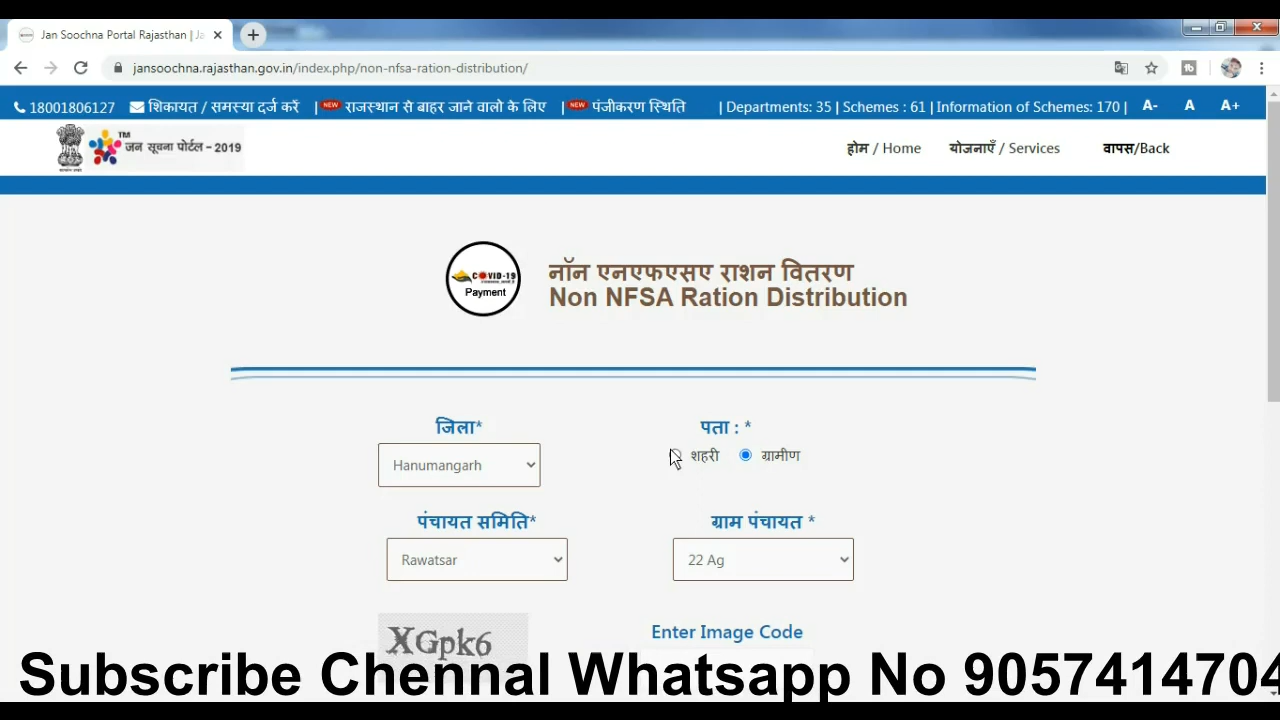 Jan Soochna Portal Rajasthan | Ja
jansoochna.rajasthan.gov.in/index.php/non-nfsa-ration-distribution/
18001806127 शिकायत / समस्या दर्ज करें | NEW राजस्थान से बाहर जाने वालो के लिए | NEW पंजीकरण स्थिति | Departments: 35 | Schemes : 61 | Information of Schemes: 170 | A- A A+
TM
जन सूचना पोर्टल - 2019
होम / Home योजनाएँ / Services वापस/Back
COVID-19
Payment
नॉन एनएफएसए राशन वितरण
Non NFSA Ration Distribution
जिला* पता : *
Hanumangarh शहरी ग्रामीण
पंचायत समिति* ग्राम पंचायत *
Rawatsar 22 Ag
XGpk6 Enter Image Code
Subscribe Chennal Whatsapp No 9057414704